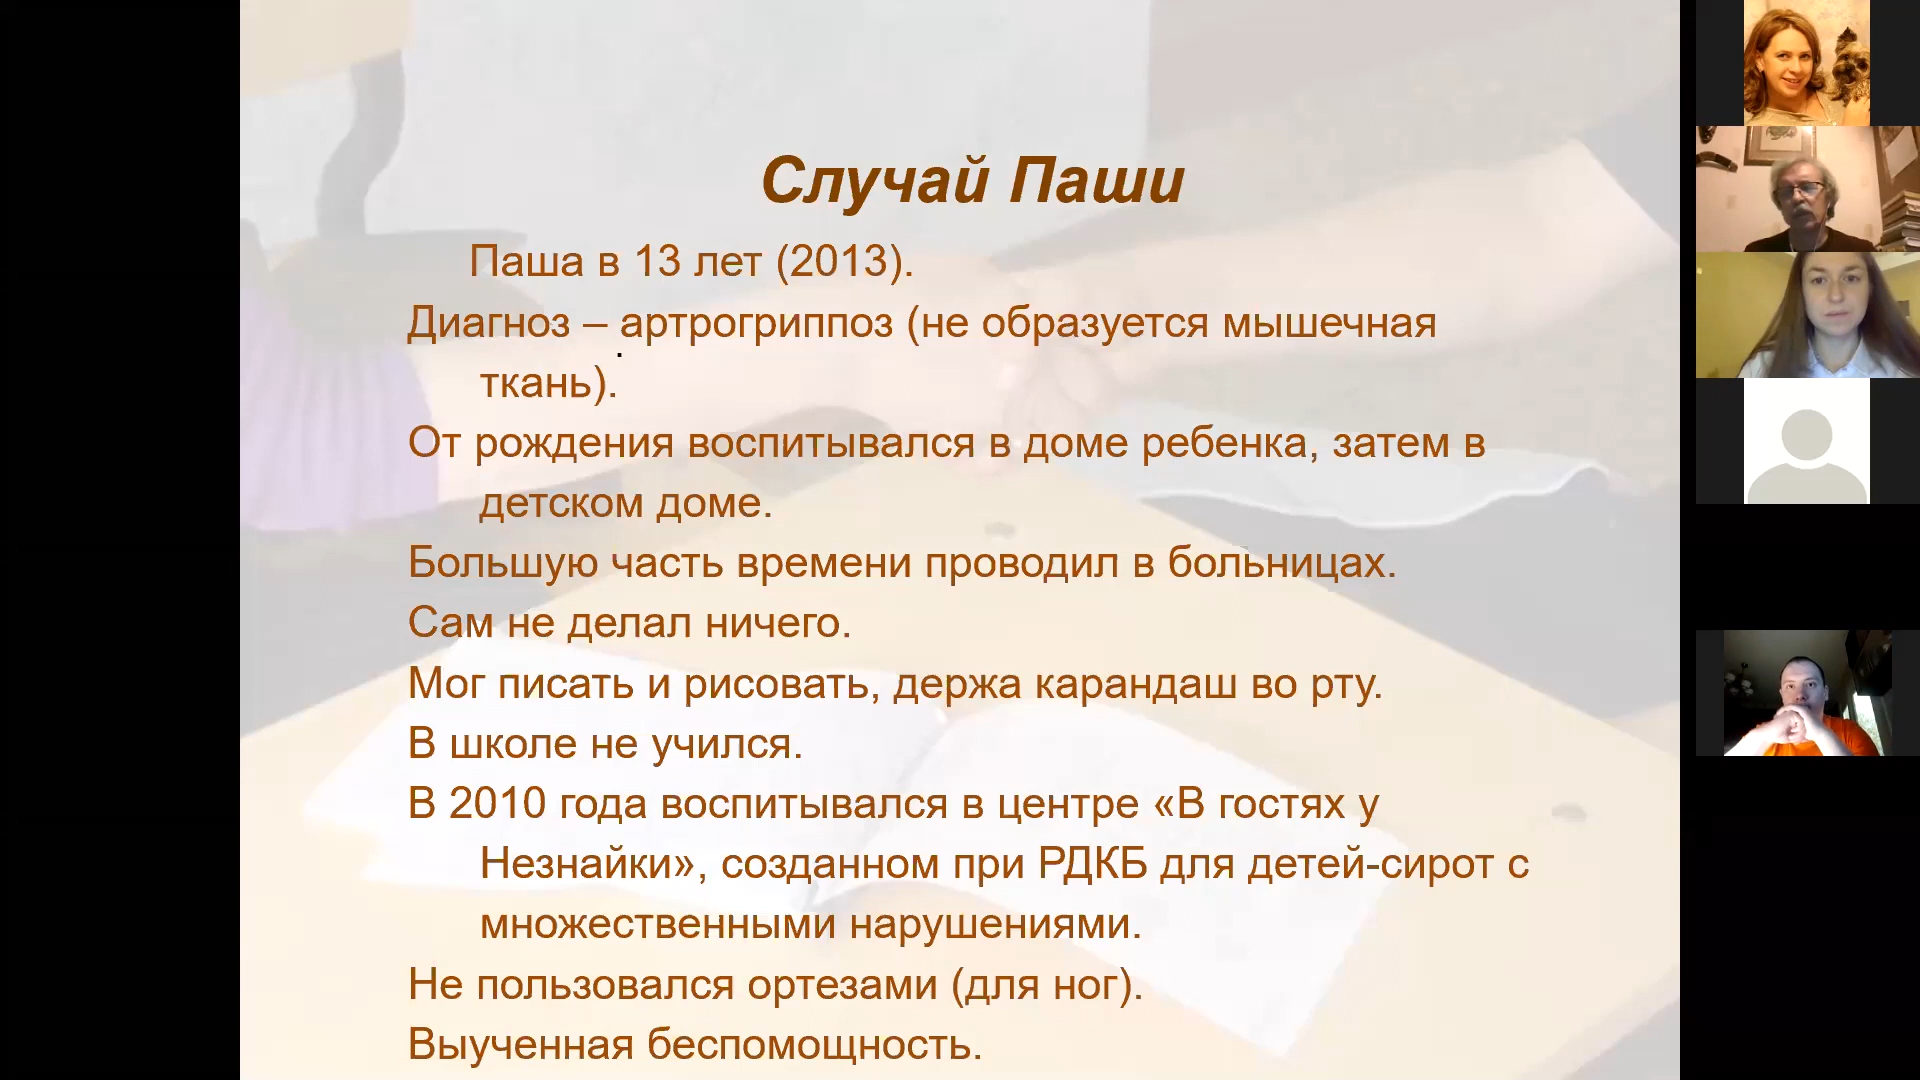 Случай Паши
Паша в 13 лет (2013).
Диагноз – артрогриппоз (не образуется мышечная
ткань).
От рождения воспитывался в доме ребенка, затем в
детском доме.
Большую часть времени проводил в больницах.
Сам не делал ничего.
Мог писать и рисовать, держа карандаш во рту.
В школе не учился.
В 2010 года воспитывался в центре «В гостях у
Незнайки», созданном при РДКБ для детей-сирот с
множественными нарушениями.
Не пользовался ортезами (для ног).
Выученная беспомощность.